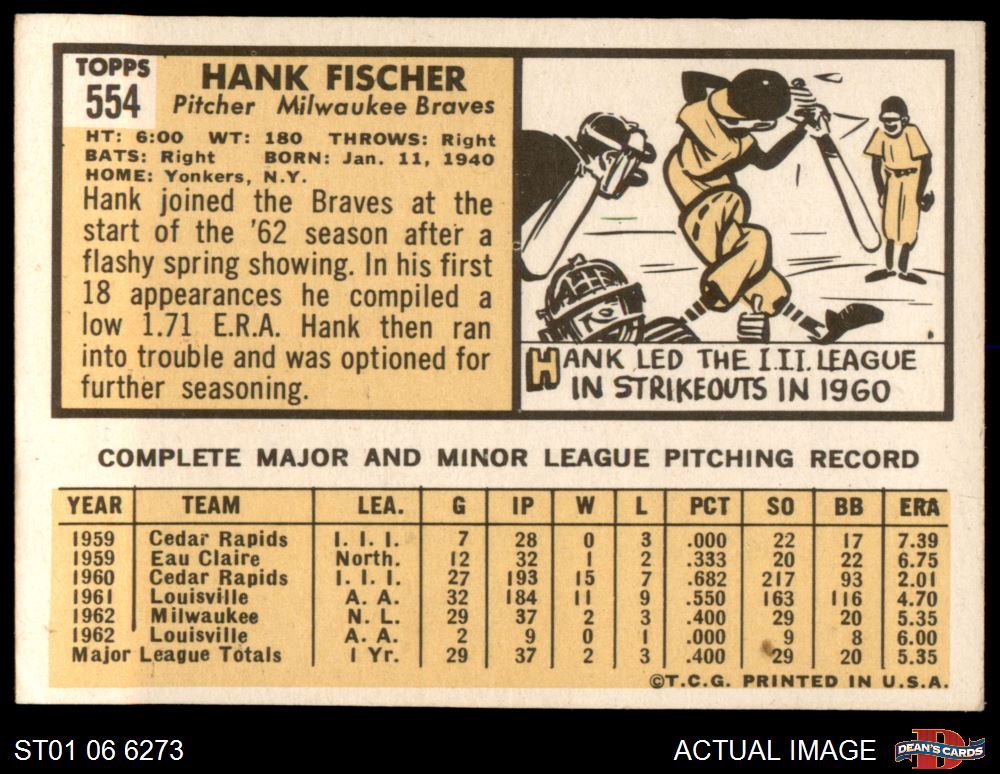 TOPPS
554
HANK FISCHER
Pitcher Milwaukee Braves
HT: 6:00 WT: 180 THROWS: Right
BATS: Right BORN: Jan. 11, 1940
HOME: Yonkers, N.Y.
Hank joined the Braves at the
start of the '62 season after a
flashy spring showing. In his first
18 appearances he compiled a
low 1.71 E.R.A. Hank then ran
into trouble and was optioned for
further seasoning.
KO
HANK LED THE I.I.I. LEAGUE
IN STRIKEOUTS IN 1960
COMPLETE MAJOR AND MINOR LEAGUE PITCHING RECORD
YEAR TEAM LEA. G IP W L PCT SO BB ERA
1959 Cedar Rapids I. I. I. 7 28 0 3 .000 22 17 7.39
1959 Eau Claire North. 12 32 1 2 .333 20 22 6.75
1960 Cedar Rapids I. I. I. 27 193 15 7 .682 217 93 2.01
1961 Louisville A. A. 32 184 11 9 .550 163 116 4.70
1962 Milwaukee N. L. 29 37 2 3 .400 29 20 5.35
1962 Louisville A. A. 2 9 0 1 .000 9 8 6.00
Major League Totals 1 Yr. 29 37 2 3 .400 29 20 5.35
©T.C.G. PRINTED IN U.S.A.
ST01 06 6273
ACTUAL IMAGE
D
DEAN'S CARDS